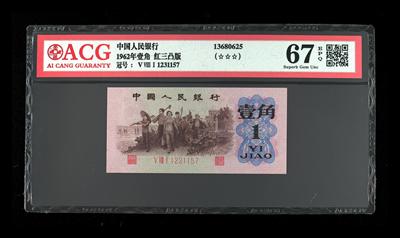 ACG
AI CANG GUARANTY
中国人民银行
1962年壹角 红三凸版
冠号： V VIII I 1231157
13680625
(☆☆☆)
67 EPQ
Superb Gem Unc
中國人民銀行
V VIII I 1231157
壹角
1
YI
JIAO